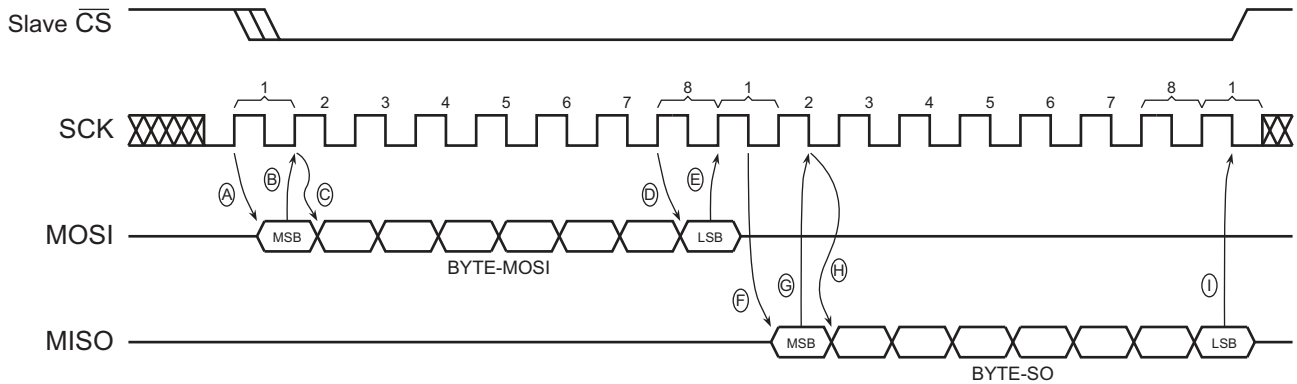 Slave CS
1 2 3 4 5 6 7 8 1 2 3 4 5 6 7 8 1
SCK
A B C D E
MOSI MSB LSB
BYTE-MOSI
F G H I
MISO MSB LSB
BYTE-SO